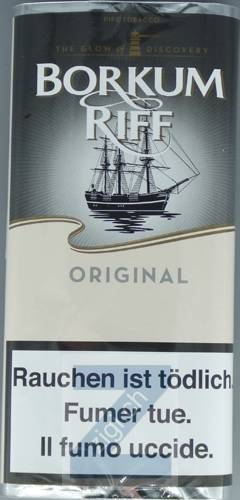 PIPE TOBACCO
THE GLOW OF DISCOVERY
BORKUM
RIFF
ORIGINAL
Rauchen ist tödlich.
Fumer tue.
Il fumo uccide.